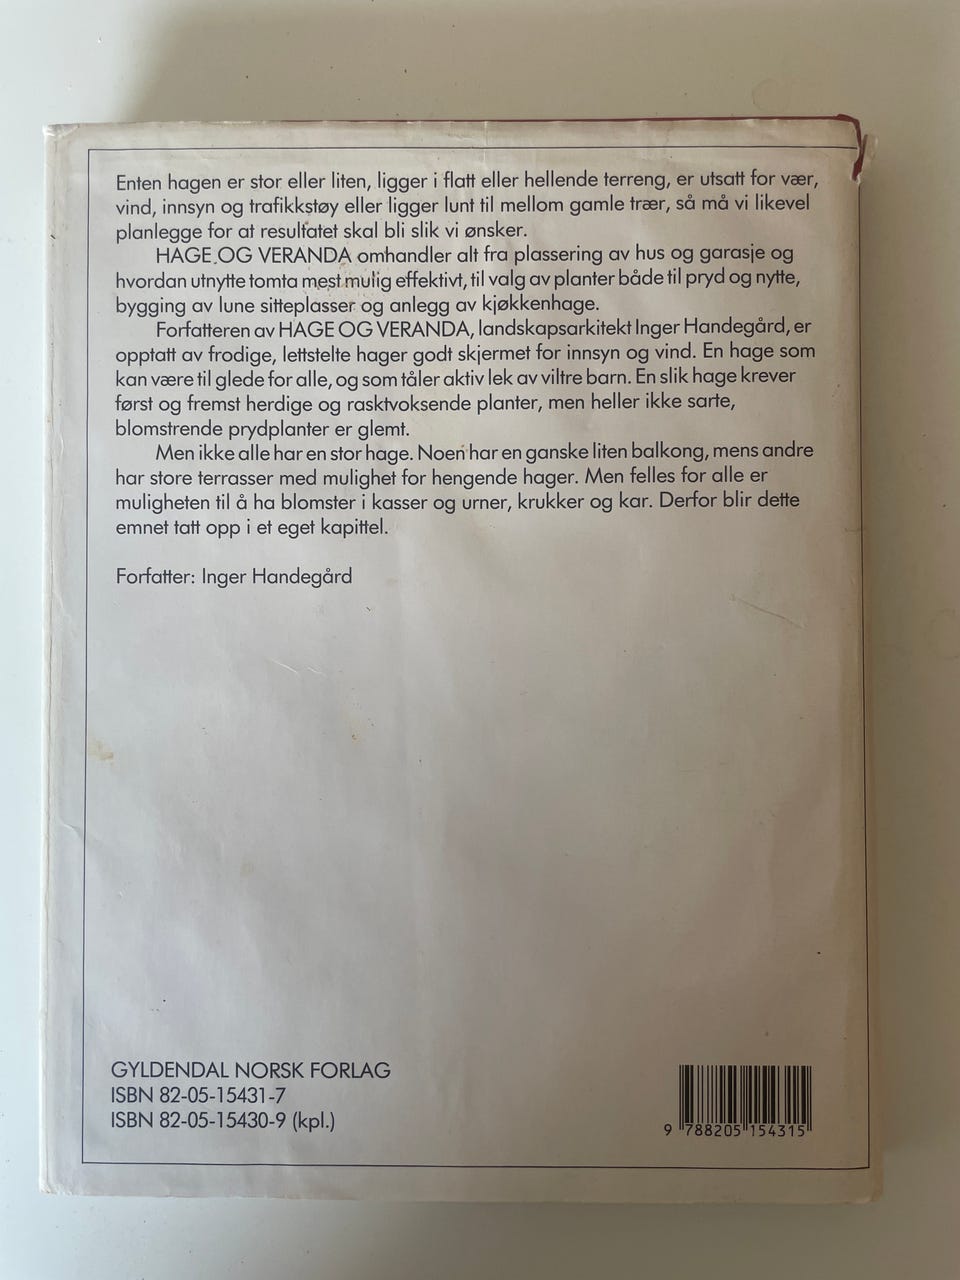 Enten hagen er stor eller liten, ligger i flatt eller hellende terreng, er utsatt for vær,
vind, innsyn og trafikkstøy eller ligger lunt til mellom gamle trær, så må vi likevel
planlegge for at resultatet skal bli slik vi ønsker.
HAGE OG VERANDA omhandler alt fra plassering av hus og garasje og
hvordan utnytte tomta mest mulig effektivt, til valg av planter både til pryd og nytte,
bygging av lune sitteplasser og anlegg av kjøkkenhage.
Forfatteren av HAGE OG VERANDA, landskapsarkitekt Inger Handegård, er
opptatt av frodige, lettstelte hager godt skjermet for innsyn og vind. En hage som
kan være til glede for alle, og som tåler aktiv lek av viltre barn. En slik hage krever
først og fremst herdige og rasktvoksende planter, men heller ikke sarte,
blomstrende prydplanter er glemt.
Men ikke alle har en stor hage. Noen har en ganske liten balkong, mens andre
har store terrasser med mulighet for hengende hager. Men felles for alle er
muligheten til å ha blomster i kasser og urner, krukker og kar. Derfor blir dette
emnet tatt opp i et eget kapittel.
Forfatter: Inger Handegård
GYLDENDAL NORSK FORLAG
ISBN 82-05-15431-7
ISBN 82-05-15430-9 (kpl.)
9 788205 154315